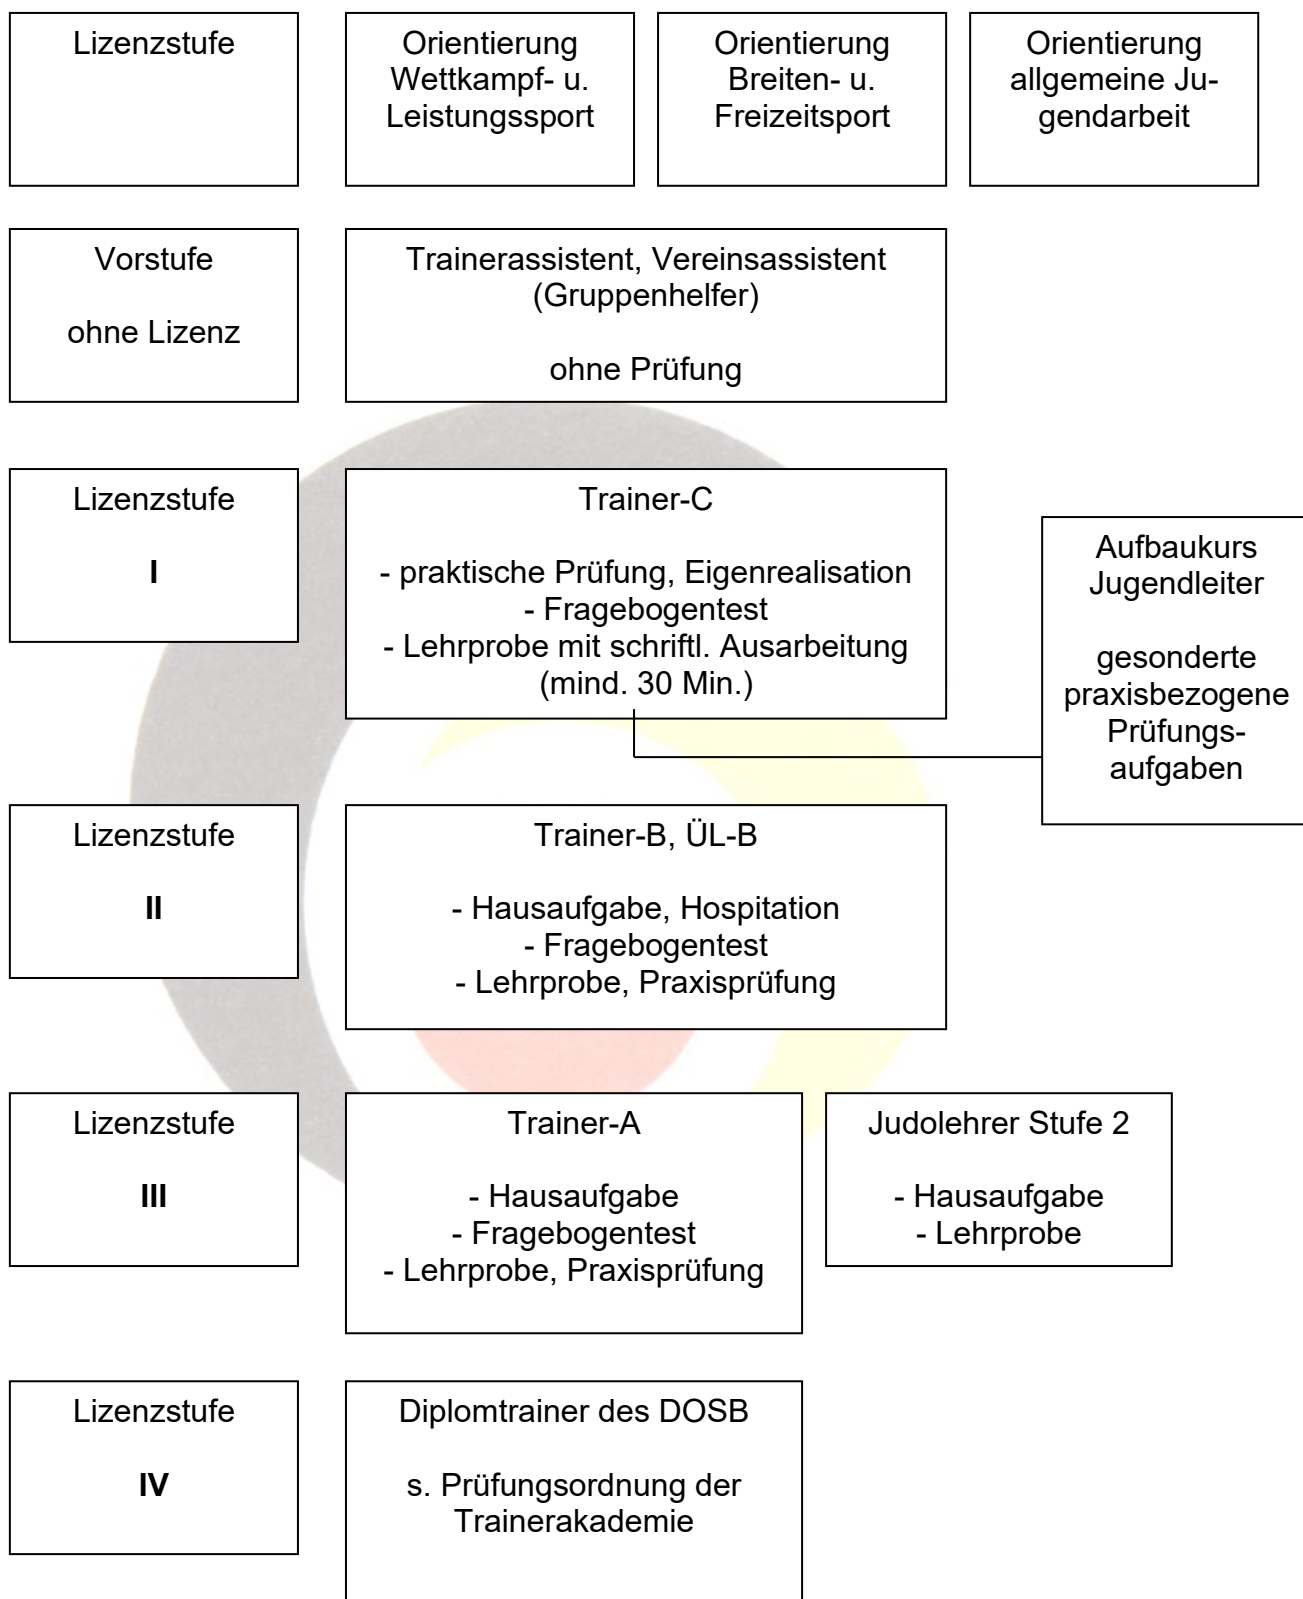 Lizenzstufe
Orientierung
Wettkampf- u.
Leistungssport
Orientierung
Breiten- u.
Freizeitsport
Orientierung
allgemeine Ju-
gendarbeit
Vorstufe
ohne Lizenz
Trainerassistent, Vereinsassistent
(Gruppenhelfer)
ohne Prüfung
Lizenzstufe
I
Trainer-C
- praktische Prüfung, Eigenrealisation
- Fragebogentest
- Lehrprobe mit schriftl. Ausarbeitung
(mind. 30 Min.)
Aufbaukurs
Jugendleiter
gesonderte
praxisbezogene
Prüfungs-
aufgaben
Lizenzstufe
II
Trainer-B, ÜL-B
- Hausaufgabe, Hospitation
- Fragebogentest
- Lehrprobe, Praxisprüfung
Lizenzstufe
III
Trainer-A
- Hausaufgabe
- Fragebogentest
- Lehrprobe, Praxisprüfung
Judolehrer Stufe 2
- Hausaufgabe
- Lehrprobe
Lizenzstufe
IV
Diplomtrainer des DOSB
s. Prüfungsordnung der
Trainerakademie